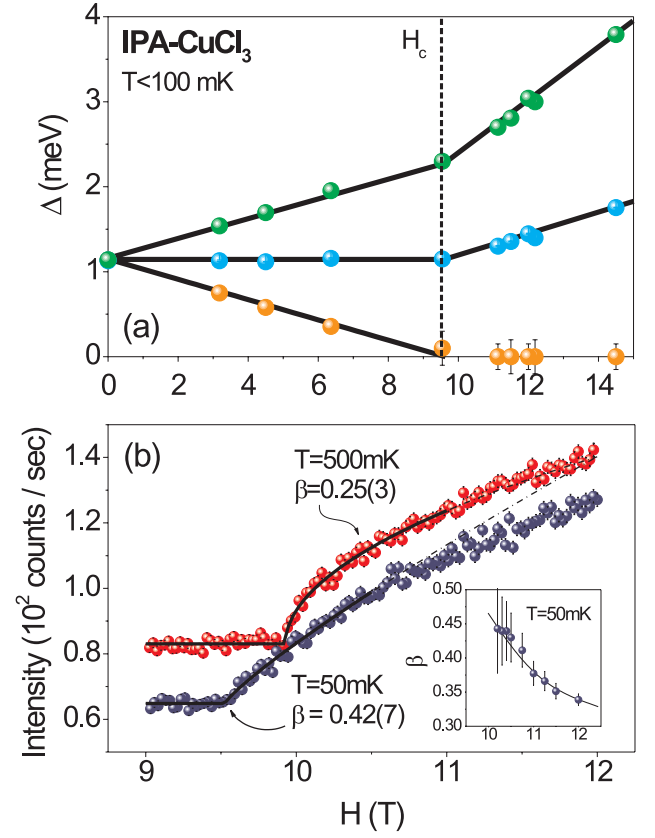 4
IPA-CuCl₃
H꜀
T<100 mK
3
Δ (meV)
2
1
(a)
0
0 2 4 6 8 10 12 14
(b)
1.4
T=500mK
β=0.25(3)
1.2
Intensity (10² counts / sec)
1.0
0.50
T=50mK
0.45
β
0.40
0.8
0.35
T=50mK
β = 0.42(7)
0.30
10 11 12
0.6
9 10 11 12
H (T)